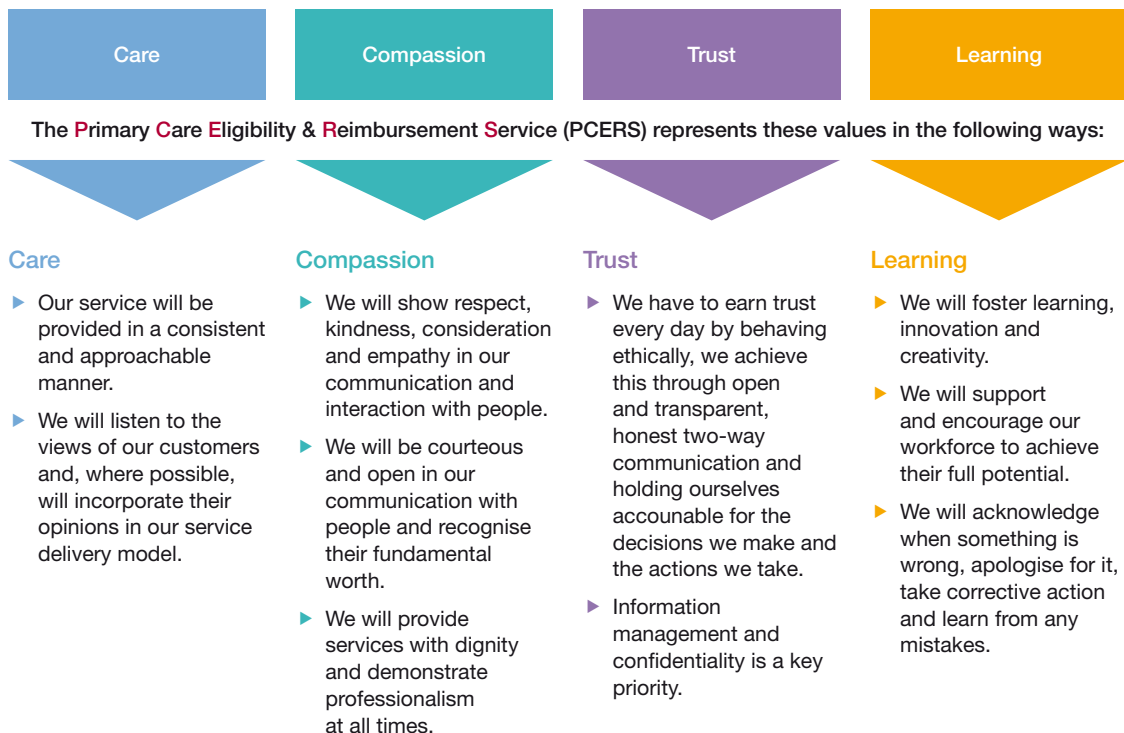 Care
Compassion
Trust
Learning
The Primary Care Eligibility & Reimbursement Service (PCERS) represents these values in the following ways:
Care
Our service will be
provided in a consistent
and approachable
manner.
We will listen to the
views of our customers
and, where possible,
will incorporate their
opinions in our service
delivery model.
Compassion
We will show respect,
kindness, consideration
and empathy in our
communication and
interaction with people.
We will be courteous
and open in our
communication with
people and recognise
their fundamental
worth.
We will provide
services with dignity
and demonstrate
professionalism
at all times.
Trust
We have to earn trust
every day by behaving
ethically, we achieve
this through open
and transparent,
honest two-way
communication and
holding ourselves
accounable for the
decisions we make and
the actions we take.
Information
management and
confidentiality is a key
priority.
Learning
We will foster learning,
innovation and
creativity.
We will support
and encourage our
workforce to achieve
their full potential.
We will acknowledge
when something is
wrong, apologise for it,
take corrective action
and learn from any
mistakes.